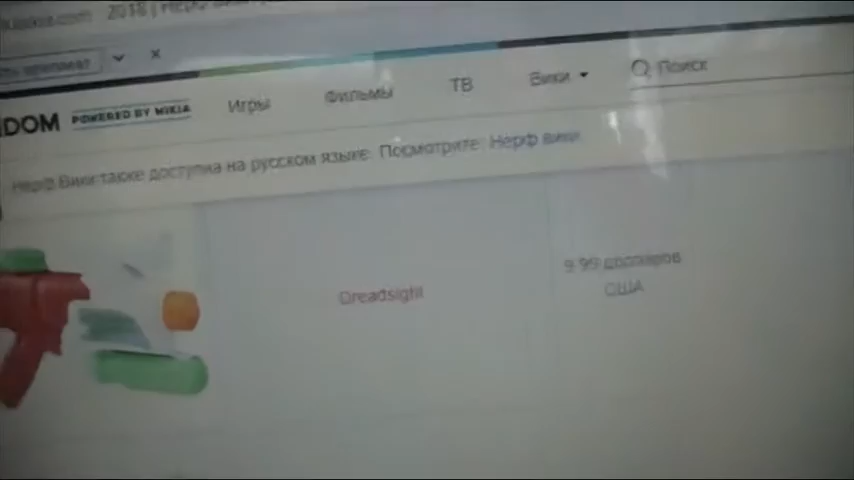 2018 |
DOM POWERED BY WIKIA Игры Фильмы ТВ Вики Поиск
Нерф Вики также доступна на русском языке. Посмотрите: Нерф вики
Dreadsight
9.99 долларов
США